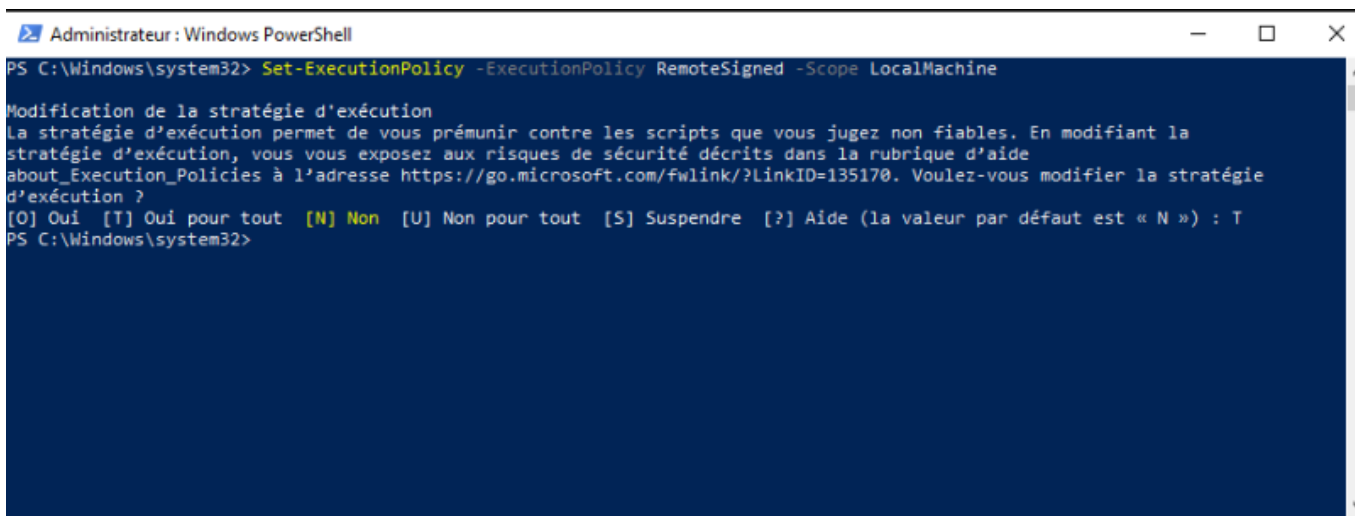 Administrateur : Windows PowerShell
PS C:\Windows\system32> Set-ExecutionPolicy -ExecutionPolicy RemoteSigned -Scope LocalMachine
Modification de la stratégie d'exécution
La stratégie d’exécution permet de vous prémunir contre les scripts que vous jugez non fiables. En modifiant la
stratégie d’exécution, vous vous exposez aux risques de sécurité décrits dans la rubrique d’aide
about_Execution_Policies à l’adresse https://go.microsoft.com/fwlink/?LinkID=135170. Voulez-vous modifier la stratégie
d’exécution ?
[O] Oui  [T] Oui pour tout  [N] Non  [U] Non pour tout  [S] Suspendre  [?] Aide (la valeur par défaut est « N ») : T
PS C:\Windows\system32>